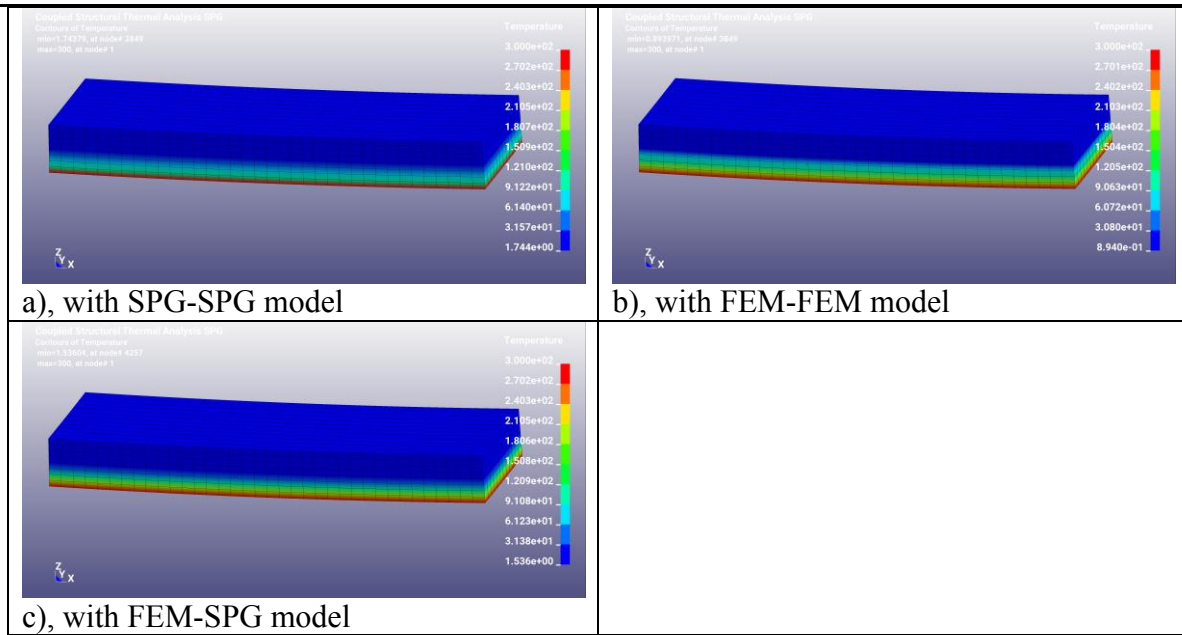 Coupled Structural Thermal Analysis SPG
Contours of Temperature
min=1.74379, at node# 3849
max=300, at node# 1
Temperature
3.000e+02
2.702e+02
2.403e+02
2.105e+02
1.807e+02
1.509e+02
1.210e+02
9.122e+01
6.140e+01
3.157e+01
1.744e+00
Z
Y X
a), with SPG-SPG model
Coupled Structural Thermal Analysis SPG
Contours of Temperature
min=0.893971, at node# 3849
max=300, at node# 1
Temperature
3.000e+02
2.701e+02
2.402e+02
2.103e+02
1.804e+02
1.504e+02
1.205e+02
9.063e+01
6.072e+01
3.080e+01
8.940e-01
Z
Y X
b), with FEM-FEM model
Coupled Structural Thermal Analysis SPG
Contours of Temperature
min=1.53604, at node# 4257
max=300, at node# 1
Temperature
3.000e+02
2.702e+02
2.403e+02
2.105e+02
1.806e+02
1.508e+02
1.209e+02
9.108e+01
6.123e+01
3.138e+01
1.536e+00
Z
Y X
c), with FEM-SPG model